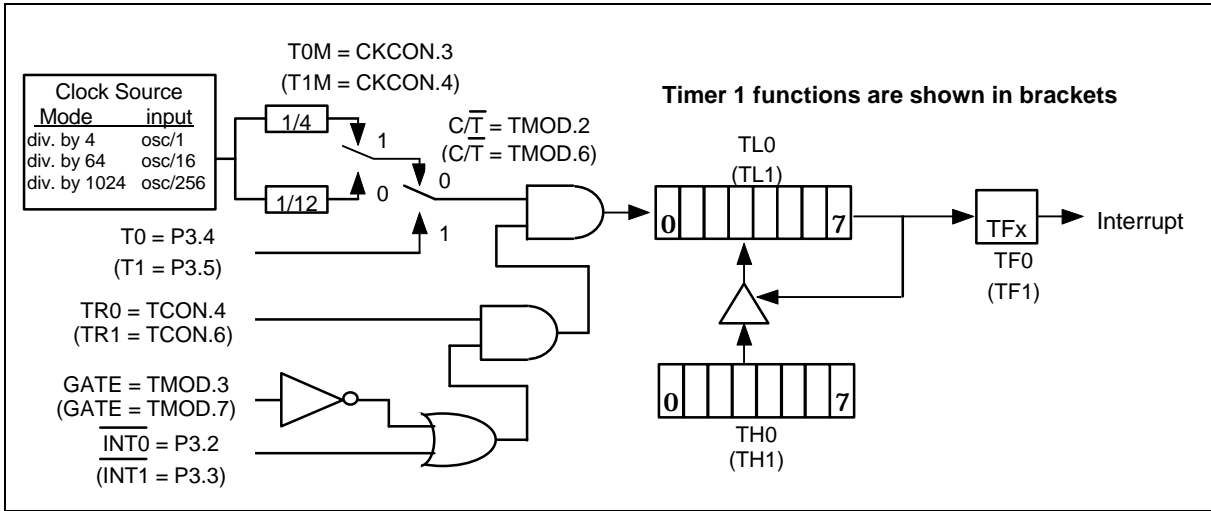 T0M = CKCON.3
(T1M = CKCON.4)
Clock Source
Mode input
div. by 4 osc/1
div. by 64 osc/16
div. by 1024 osc/256
1/4
1/12
1
0
C/T̅ = TMOD.2
(C/T̅ = TMOD.6)
0
1
T0 = P3.4
(T1 = P3.5)
TR0 = TCON.4
(TR1 = TCON.6)
GATE = TMOD.3
(GATE = TMOD.7)
I̅N̅T̅0̅ = P3.2
(I̅N̅T̅1̅ = P3.3)
Timer 1 functions are shown in brackets
TL0
(TL1)
0 7
TFx
Interrupt
TF0
(TF1)
0 7
TH0
(TH1)